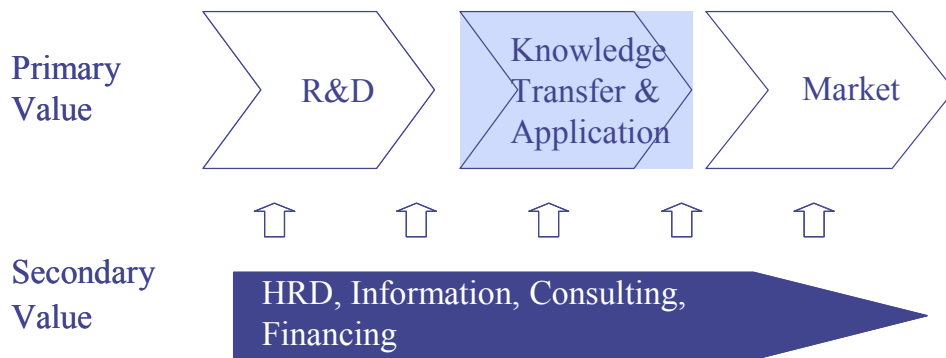 Primary
Value
R&D
Knowledge
Transfer &
Application
Market
Secondary
Value
HRD, Information, Consulting,
Financing